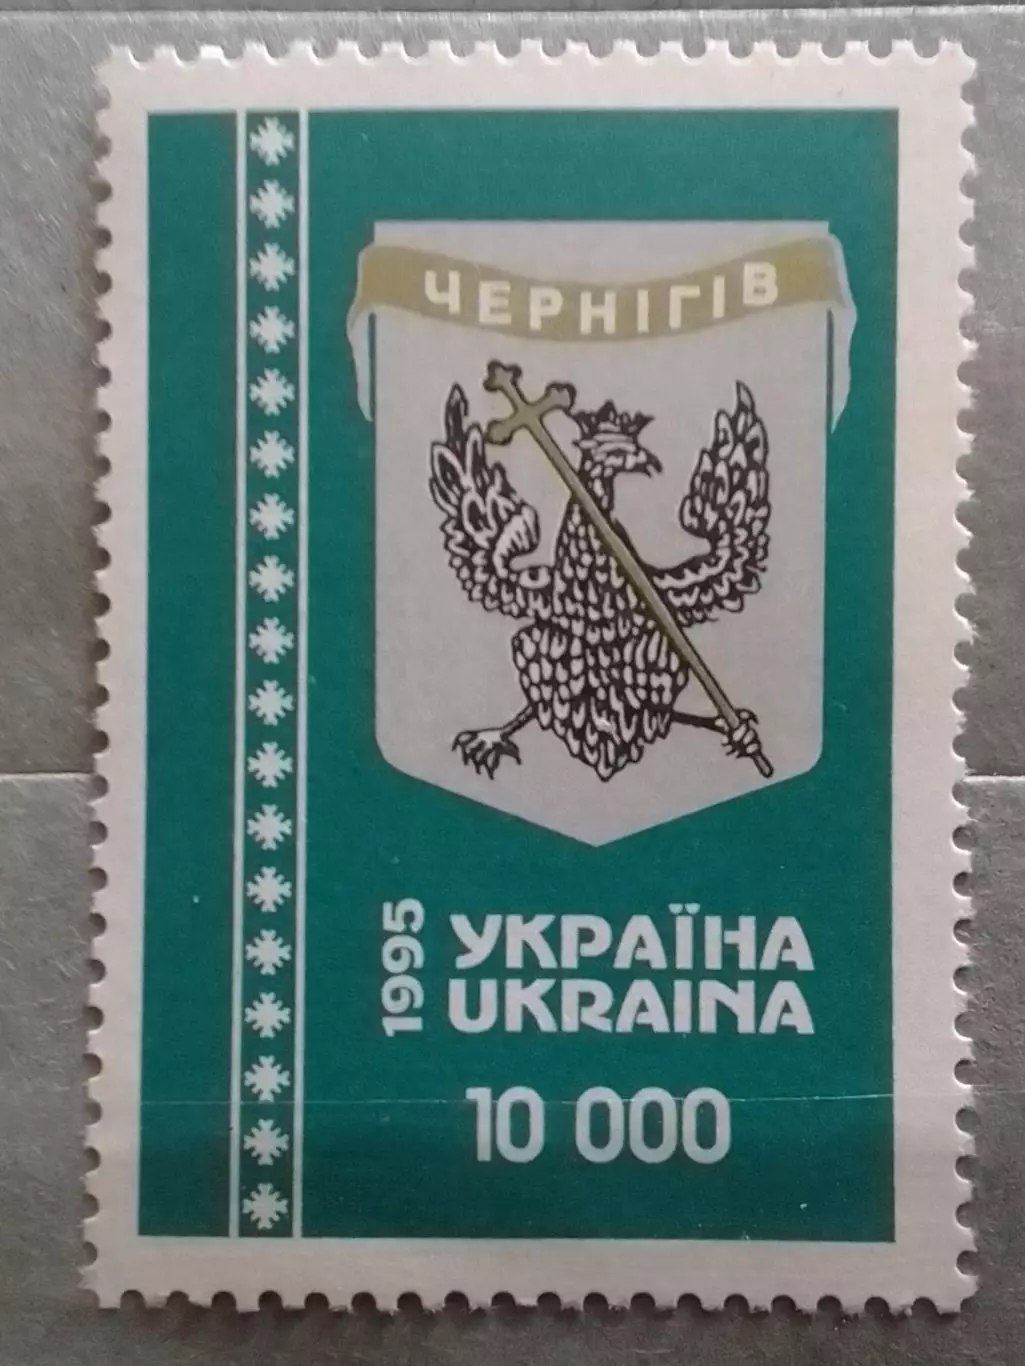 ЧЕРНІГІВ
1995
УКРАЇНА
UKRAINA
10 000